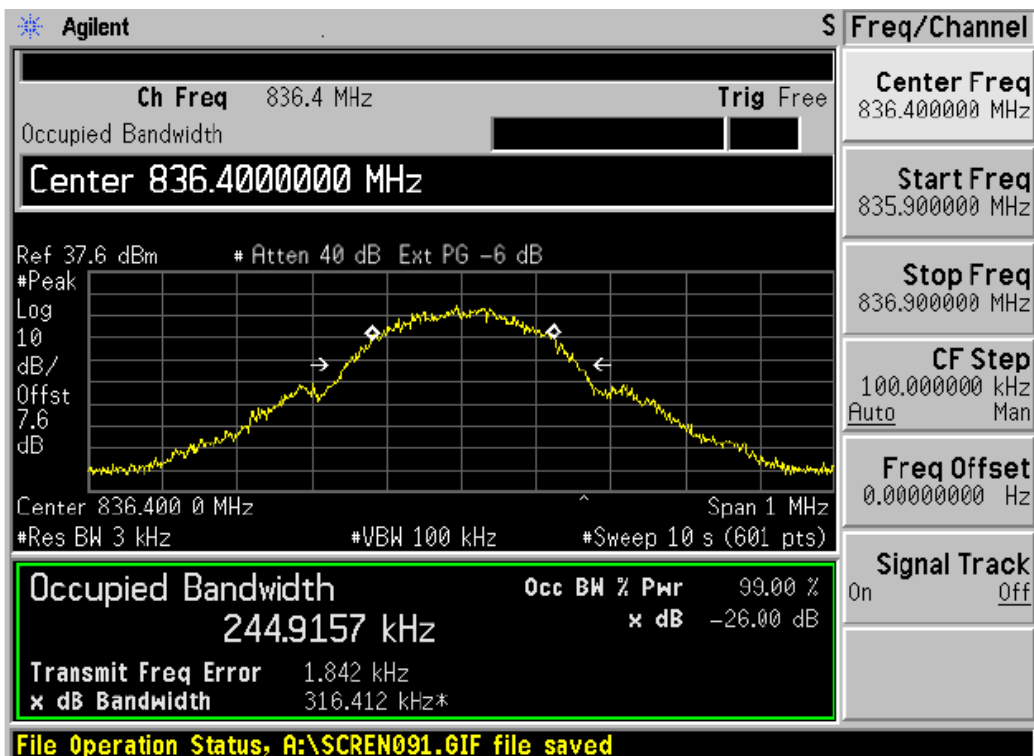 Agilent S Freq/Channel
Ch Freq 836.4 MHz Trig Free
Occupied Bandwidth
Center 836.4000000 MHz
Ref 37.6 dBm # Atten 40 dB Ext PG -6 dB
#Peak
Log
10
dB/
Offst
7.6
dB
Center 836.400 0 MHz ^ Span 1 MHz
#Res BW 3 kHz #VBW 100 kHz #Sweep 10 s (601 pts)
Occupied Bandwidth Occ BW % Pwr 99.00 %
244.9157 kHz x dB -26.00 dB
Transmit Freq Error 1.842 kHz
x dB Bandwidth 316.412 kHz*
Center Freq
836.400000 MHz
Start Freq
835.900000 MHz
Stop Freq
836.900000 MHz
CF Step
100.000000 kHz
Auto Man
Freq Offset
0.00000000 Hz
Signal Track
On Off
File Operation Status, A:\SCREN091.GIF file saved